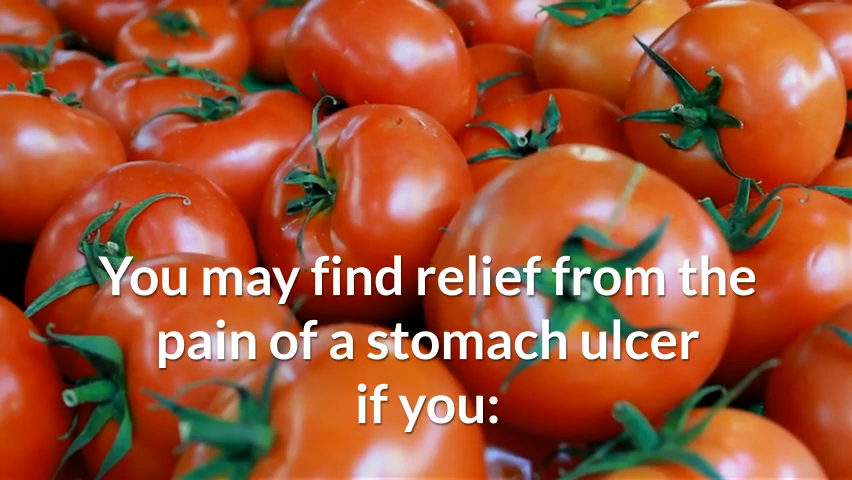 You may find relief from the
pain of a stomach ulcer
if you: